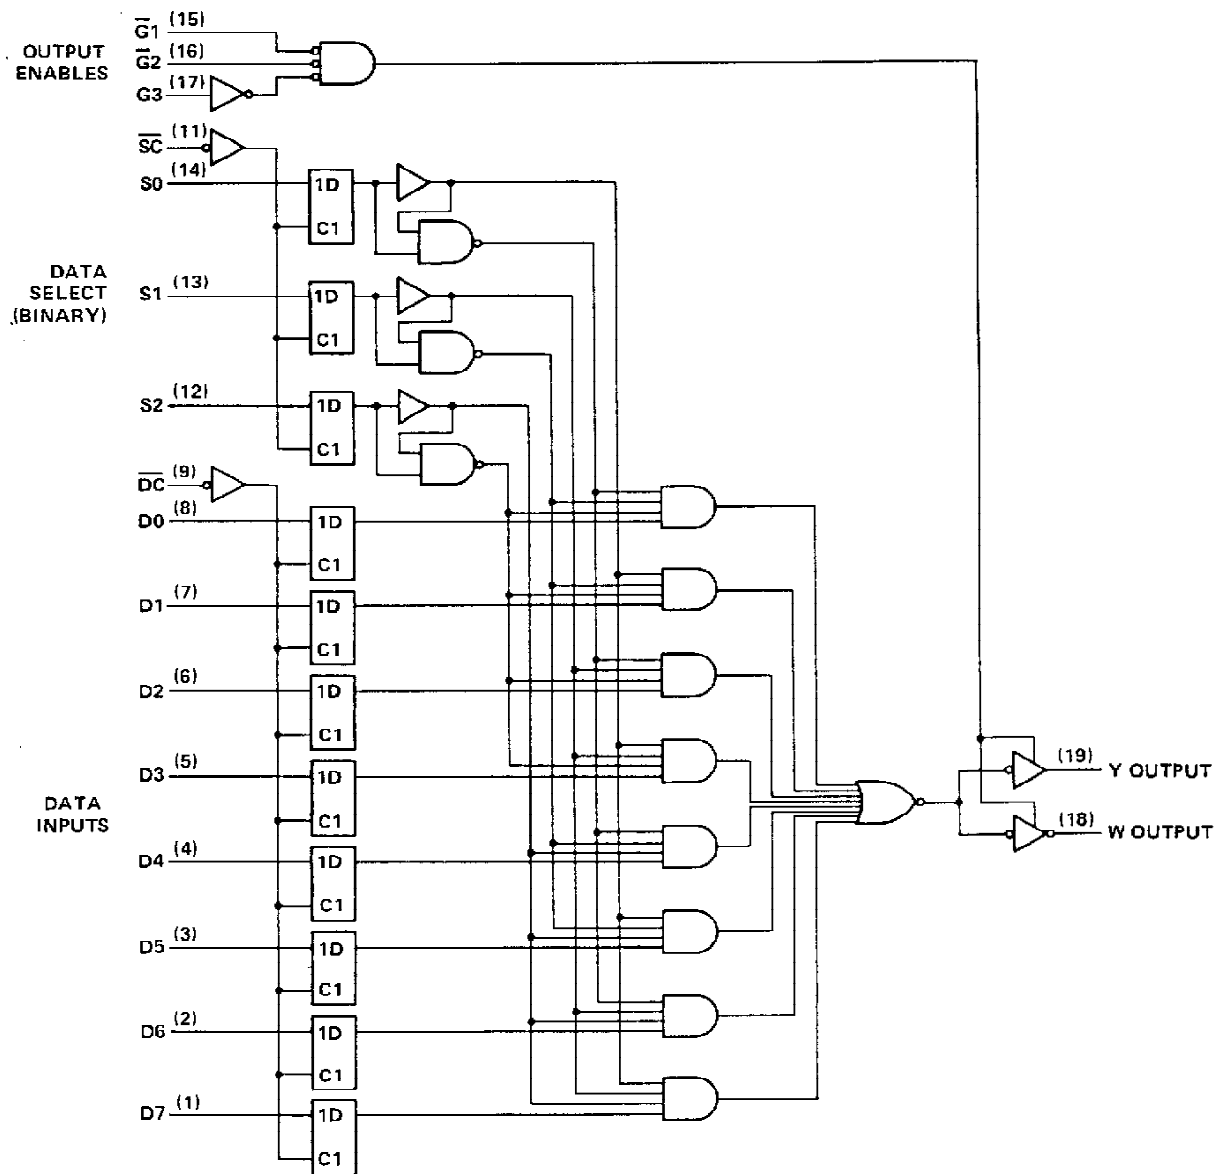 OUTPUT
ENABLES
G̅1 (15)
G̅2 (16)
G3 (17)
S̅C̅ (11)
S0 (14)
1D
C1
DATA
SELECT
(BINARY)
S1 (13)
1D
C1
S2 (12)
1D
C1
D̅C̅ (9)
D0 (8)
1D
C1
D1 (7)
1D
C1
D2 (6)
1D
C1
D3 (5)
1D
C1
(19)
Y OUTPUT
(18)
W OUTPUT
DATA
INPUTS
D4 (4)
1D
C1
D5 (3)
1D
C1
D6 (2)
1D
C1
D7 (1)
1D
C1